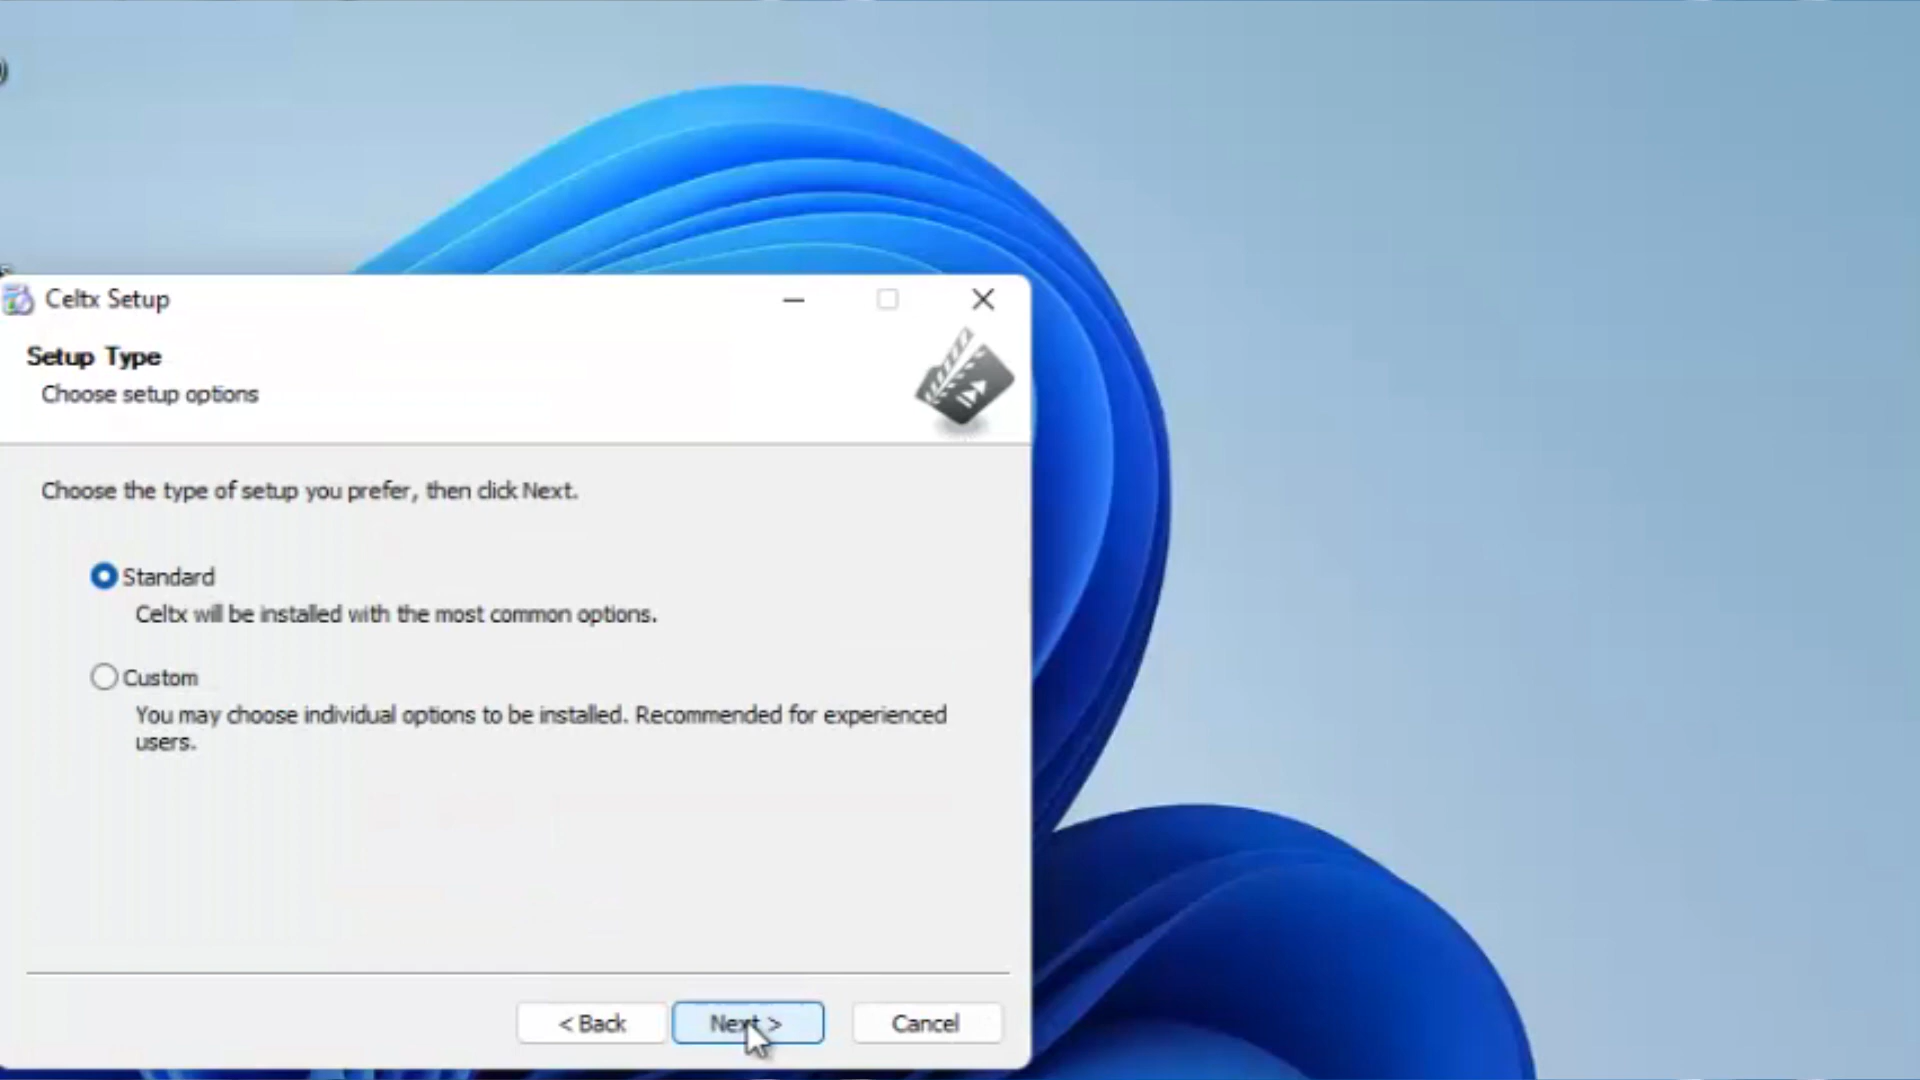 Celtx Setup
Setup Type
Choose setup options
Choose the type of setup you prefer, then click Next.
Standard
Celtx will be installed with the most common options.
Custom
You may choose individual options to be installed. Recommended for experienced
users.
< Back
Next >
Cancel